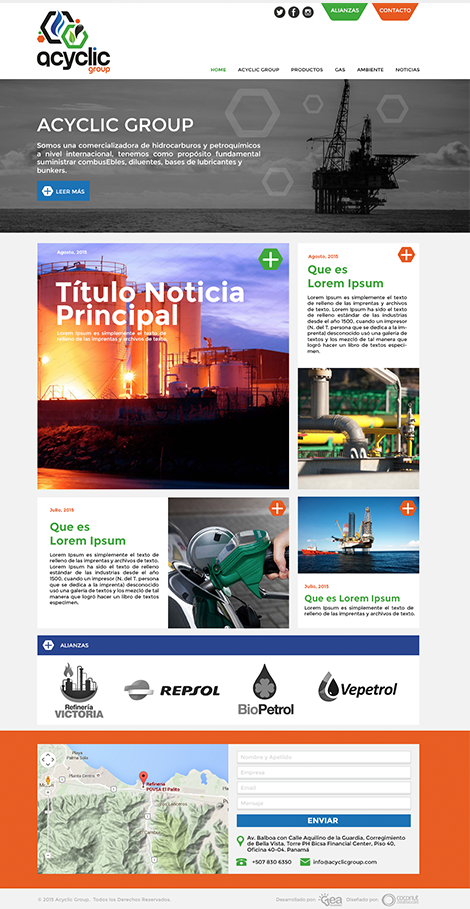 ALIANZAS
CONTACTO
acyclic
group
HOME ACYCLIC GROUP PRODUCTOS GAS AMBIENTE NOTICIAS
ACYCLIC GROUP
Somos una comercializadora de hidrocarburos y petroquímicos
a nivel internacional, tenemos como propósito fundamental
suministrar combusEbles, diluentes, bases de lubricantes y
bunkers.
LEER MÁS
Agosto, 2015
Título Noticia
Principal
Lorem Ipsum es simplemente el texto de
relleno de las imprentas y archivos de texto.
Agosto, 2015
Que es
Lorem Ipsum
Lorem Ipsum es simplemente el texto
de relleno de las imprentas y archivos
de texto. Lorem Ipsum ha sido el texto
de relleno estándar de las industrias
desde el año 1500, cuando un impresor
(N. del T. persona que se dedica a la im-
prenta) desconocido usó una galería de
textos y los mezcló de tal manera que
logró hacer un libro de textos especi-
men.
Julio, 2015
Que es
Lorem Ipsum
Lorem Ipsum es simplemente el texto de
relleno de las imprentas y archivos de texto.
Lorem Ipsum ha sido el texto de relleno
estándar de las industrias desde el año
1500, cuando un impresor (N. del T. persona
que se dedica a la imprenta) desconocido
usó una galería de textos y los mezcló de tal
manera que logró hacer un libro de textos
especimen.
Julio, 2015
Que es Lorem Ipsum
Lorem Ipsum es simplemente el texto de
relleno de las imprentas y archivos de texto.
ALIANZAS
Refinería
VICTORIA
REPSOL
BioPetrol
Vepetrol
Playa
Palma Sola
Planta Centro
Refineria
PDVSA El Palito
Nombre y Apellido
Empresa
Email
Mensaje
ENVIAR
Av. Balboa con Calle Aquilino de la Guardia, Corregimiento
de Bella Vista, Torre PH Bicsa Financial Center, Piso 40,
Oficina 40-04. Panamá
+507 830 6350
info@acyclicgroup.com
© 2015 Acyclic Group. Todos los Derechos Reservados.
Desarrollado por: Gea Diseñado por: coconut